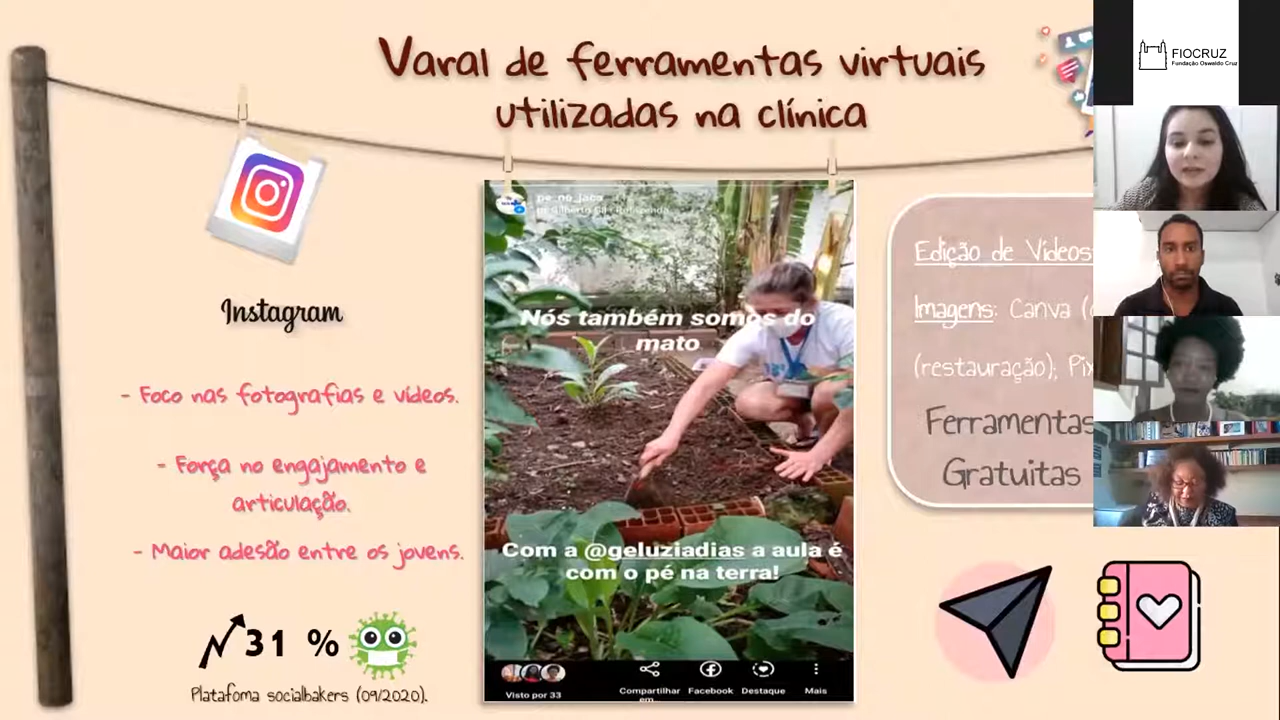 Varal de ferramentas virtuais
utilizadas na clínica
FIOCRUZ
Fundação Oswaldo Cruz
Instagram
- Foco nas fotografias e vídeos.
- Força no engajamento e
articulação.
- Maior adesão entre os jovens.
31 %
Platafoma socialbakers (09/2020).
pe_no_jaca
Nós também somos do
mato
Com a @geluziadias a aula é
com o pé na terra!
Visto por 33
Compartilhar
em...
Facebook
Destaque
Mais
Edição de Vídeos
Imagens: Canva
(restauração);
Ferramentas
Gratuitas